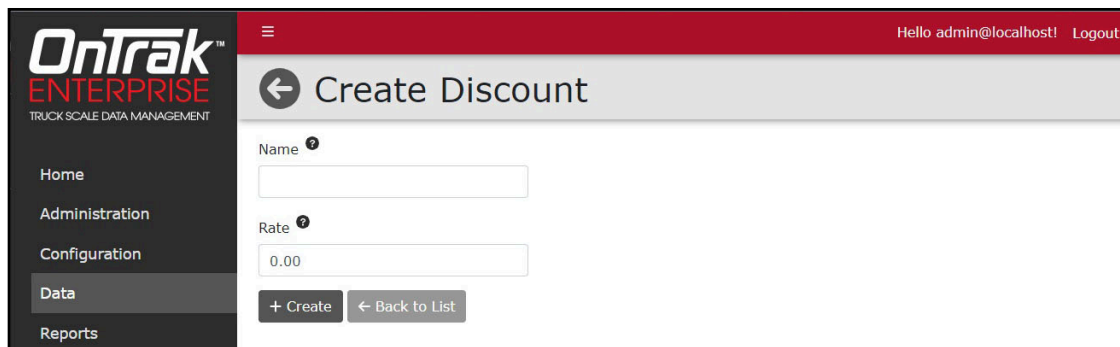 OnTrak™
ENTERPRISE
TRUCK SCALE DATA MANAGEMENT
Hello admin@localhost! Logout
Create Discount
Home
Administration
Configuration
Data
Reports
Name ?
Rate ?
0.00
+ Create ← Back to List